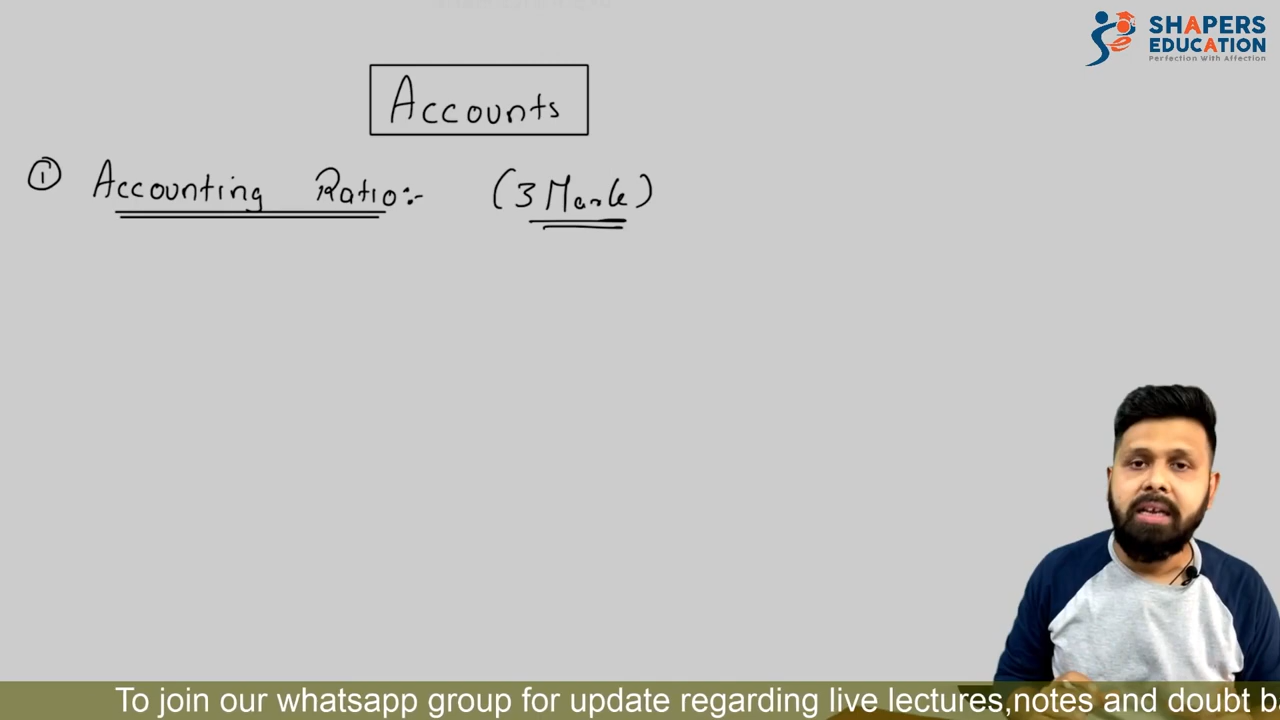 SHAPERS
EDUCATION
Perfection With Affection
Accounts
① Accounting Ratio:- (3 Mark)
To join our whatsapp group for update regarding live lectures,notes and doubt b